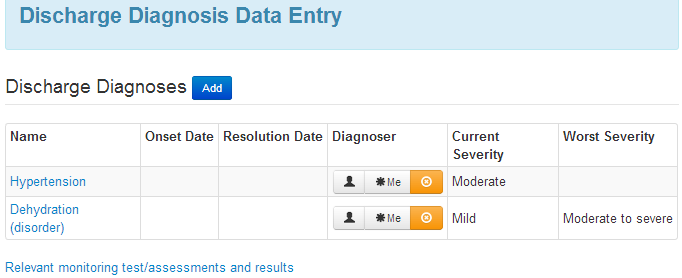 Discharge Diagnosis Data Entry
Discharge Diagnoses Add
Name Onset Date Resolution Date Diagnoser Current Severity Worst Severity
Hypertension Me Moderate
Dehydration (disorder) Me Mild Moderate to severe
Relevant monitoring test/assessments and results